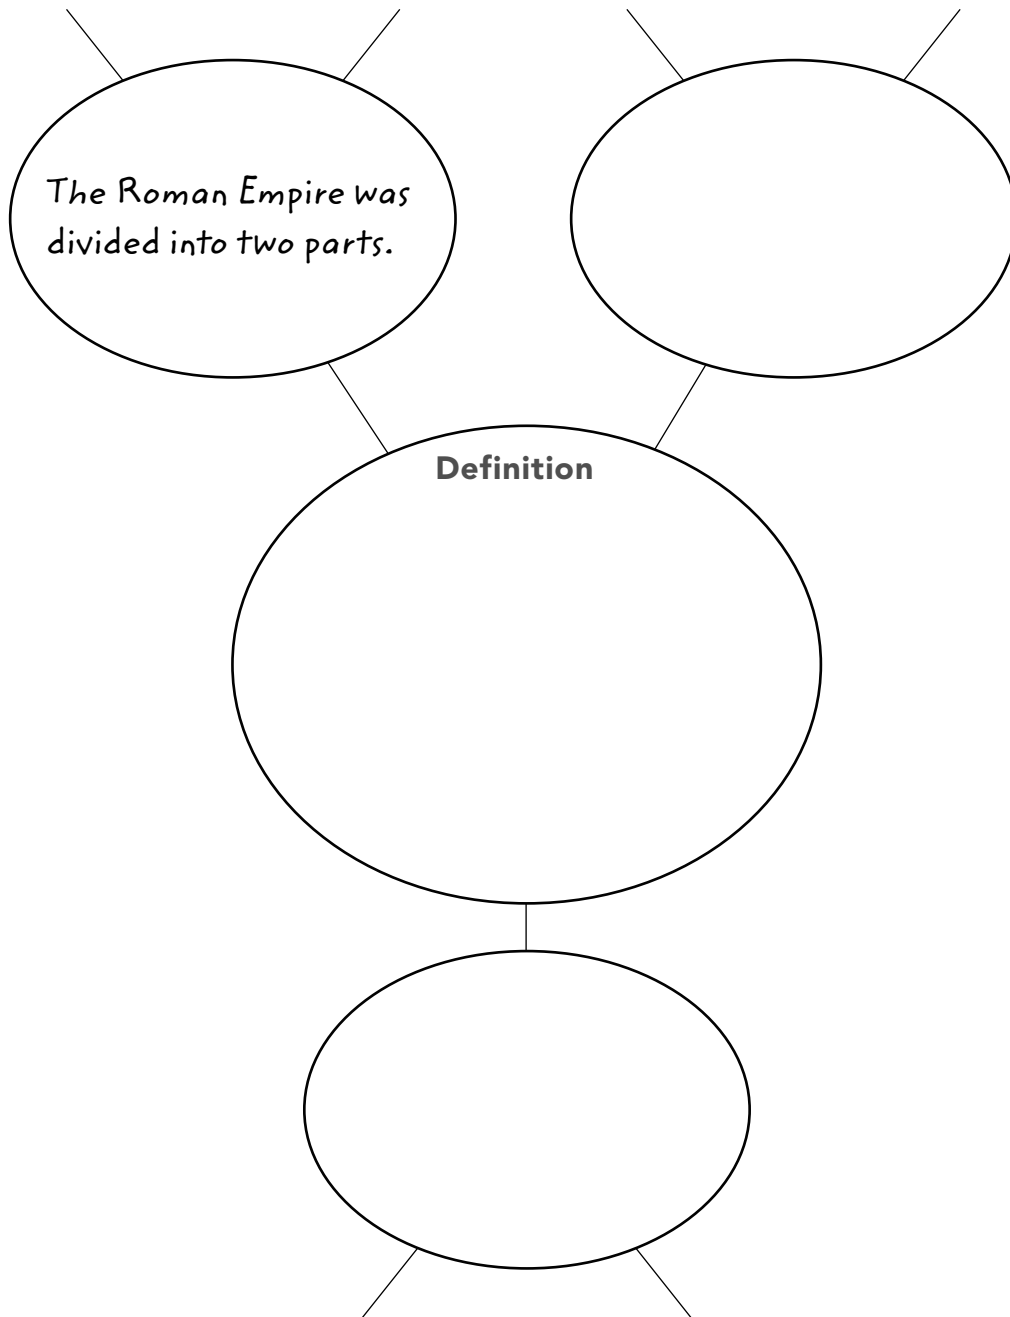 The Roman Empire was
divided into two parts.
Definition